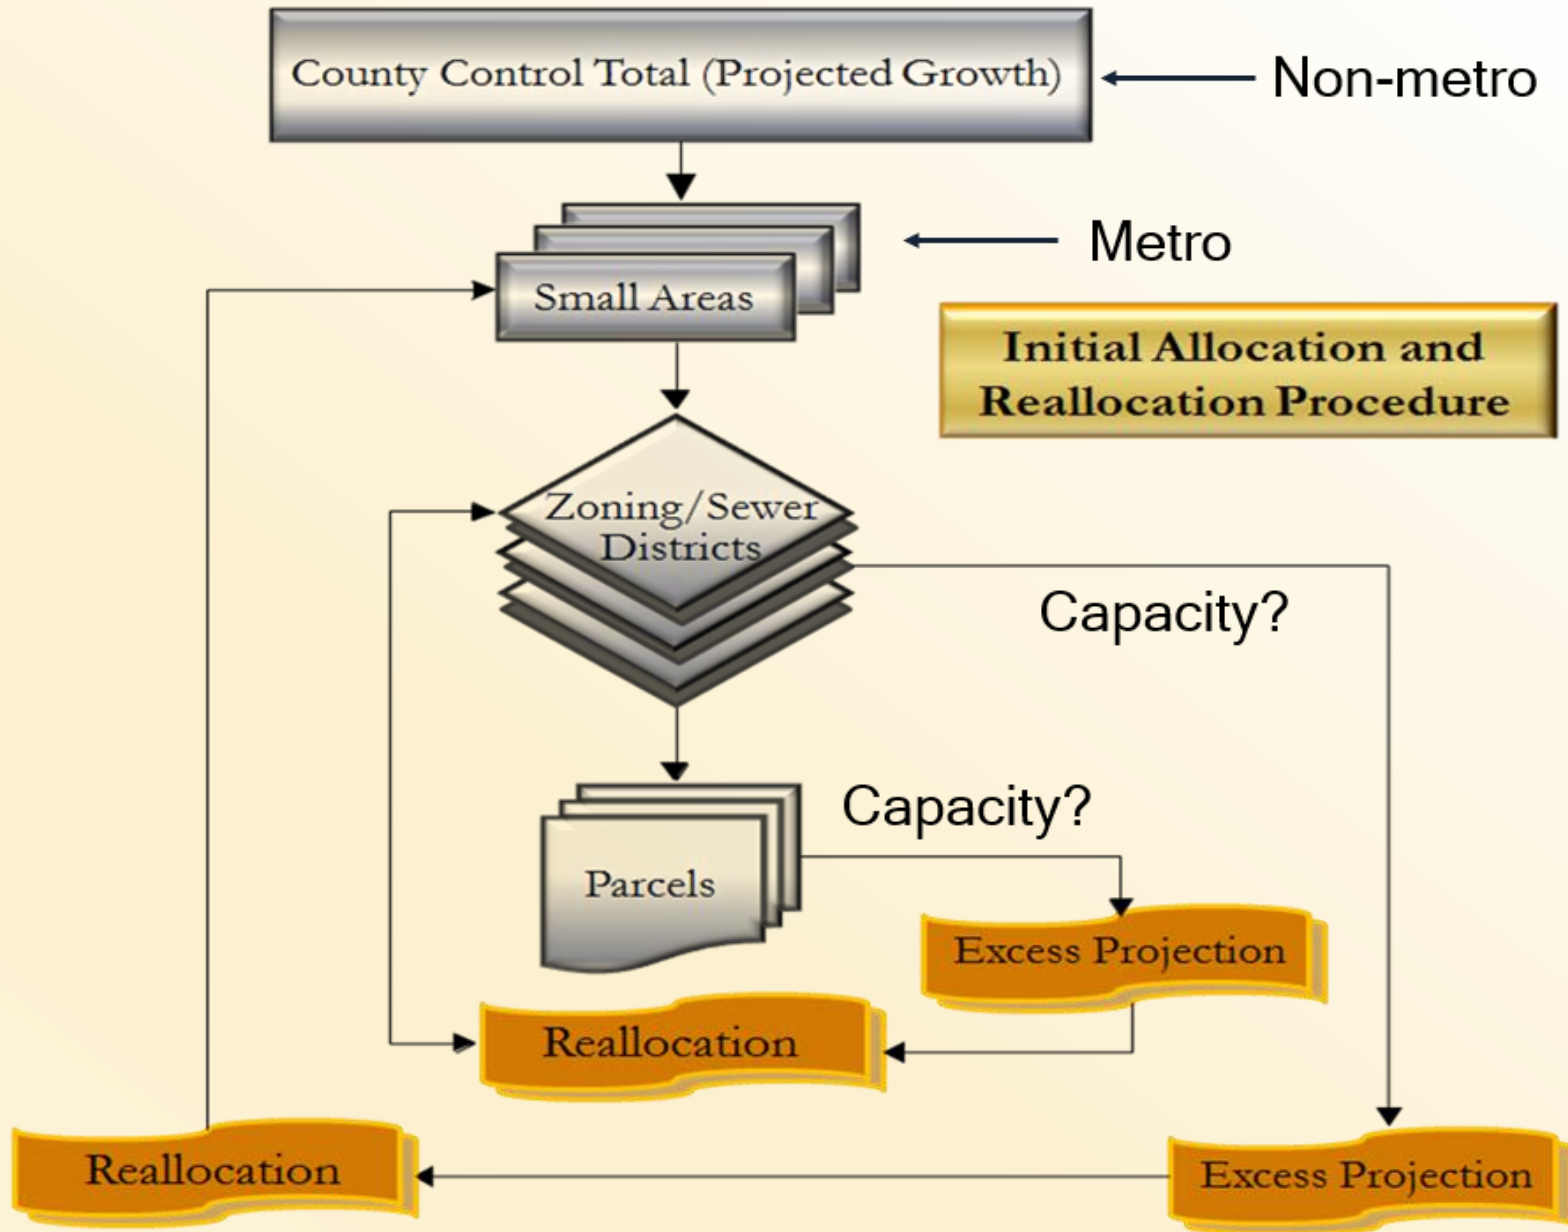 County Control Total (Projected Growth)
Non-metro
Metro
Small Areas
Initial Allocation and
Reallocation Procedure
Zoning/Sewer
Districts
Capacity?
Capacity?
Parcels
Excess Projection
Reallocation
Reallocation
Excess Projection